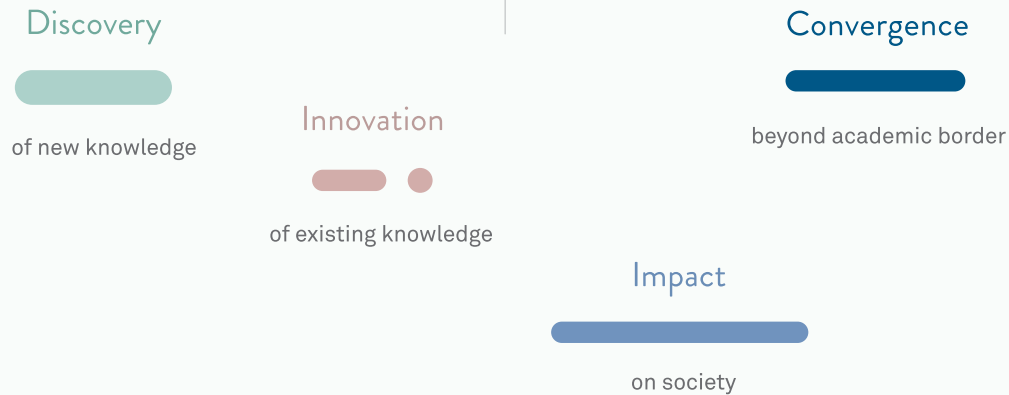 Discovery
of new knowledge
Innovation
of existing knowledge
Impact
on society
Convergence
beyond academic border